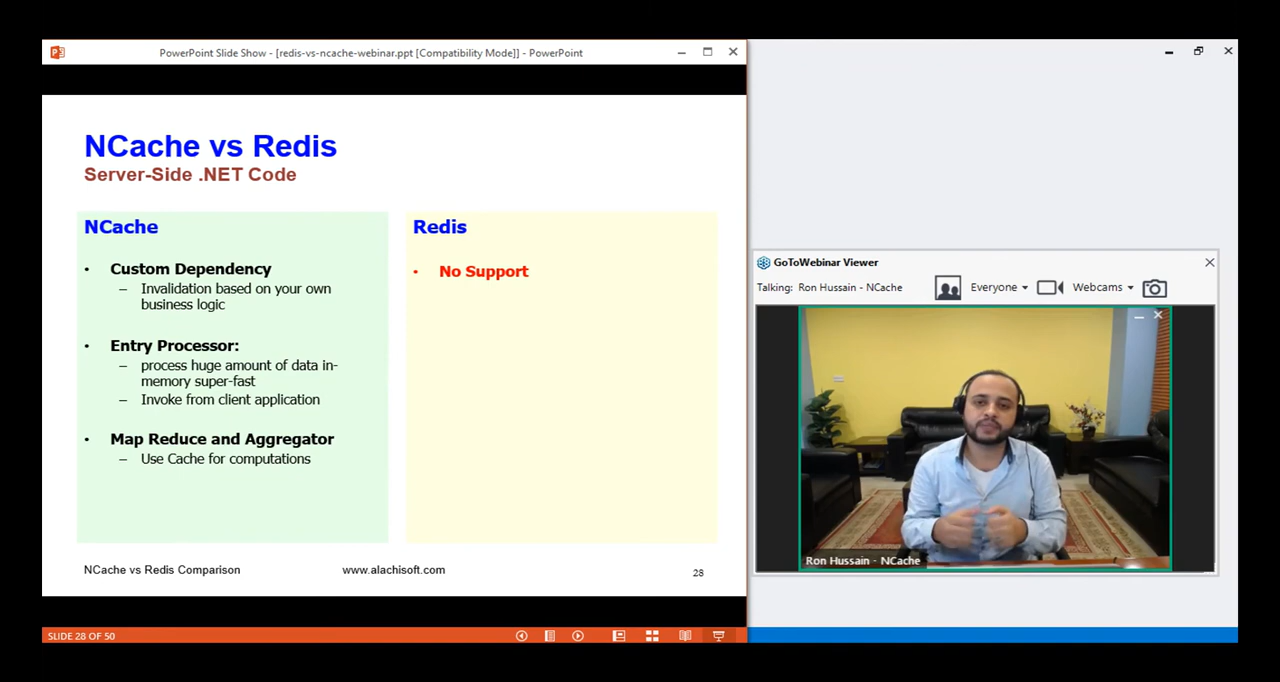 PowerPoint Slide Show - [redis-vs-ncache-webinar.ppt [Compatibility Mode]] - PowerPoint
NCache vs Redis
Server-Side .NET Code
NCache
• Custom Dependency
– Invalidation based on your own
business logic
• Entry Processor:
– process huge amount of data in-
memory super-fast
– Invoke from client application
• Map Reduce and Aggregator
– Use Cache for computations
Redis
• No Support
NCache vs Redis Comparison
www.alachisoft.com
28
SLIDE 28 OF 50
GoToWebinar Viewer
Talking: Ron Hussain - NCache
Everyone
Webcams
Ron Hussain - NCache